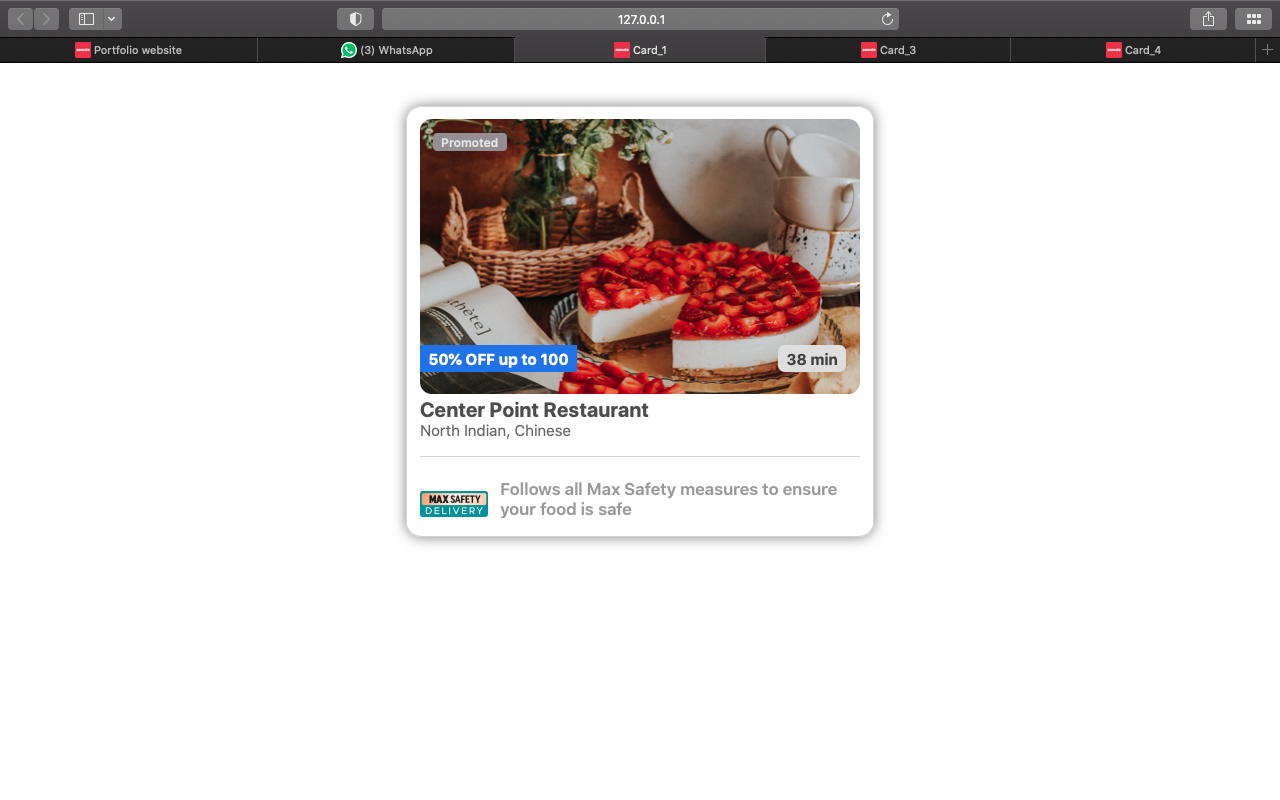 127.0.0.1
Portfolio website
(3) WhatsApp
Card_1
Card_3
Card_4
Promoted
50% OFF up to 100
38 min
Center Point Restaurant
North Indian, Chinese
MAX SAFETY
DELIVERY
Follows all Max Safety measures to ensure
your food is safe